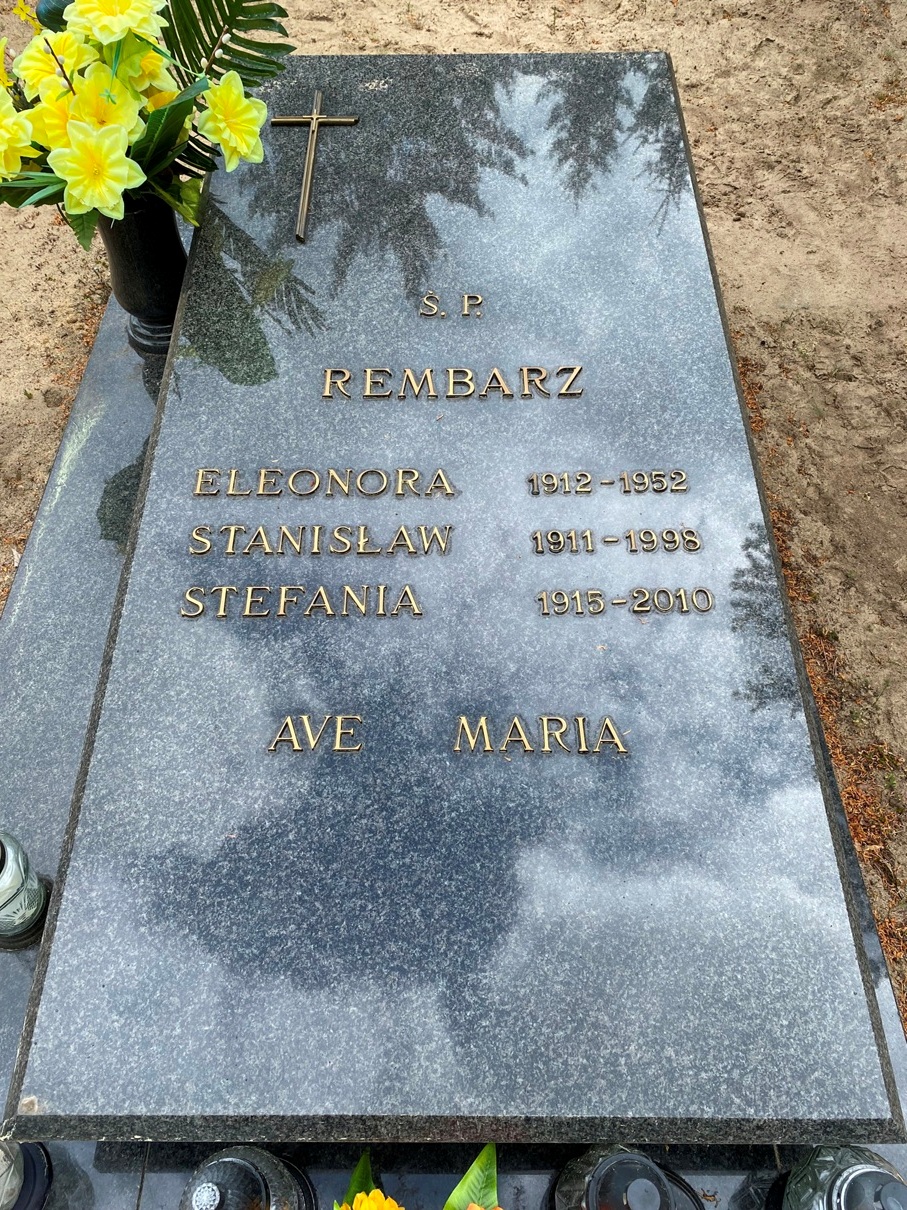 Ś. P.
REMBARZ
ELEONORA 1912-1952
STANISŁAW 1911-1998
STEFANIA 1915-2010
AVE MARIA